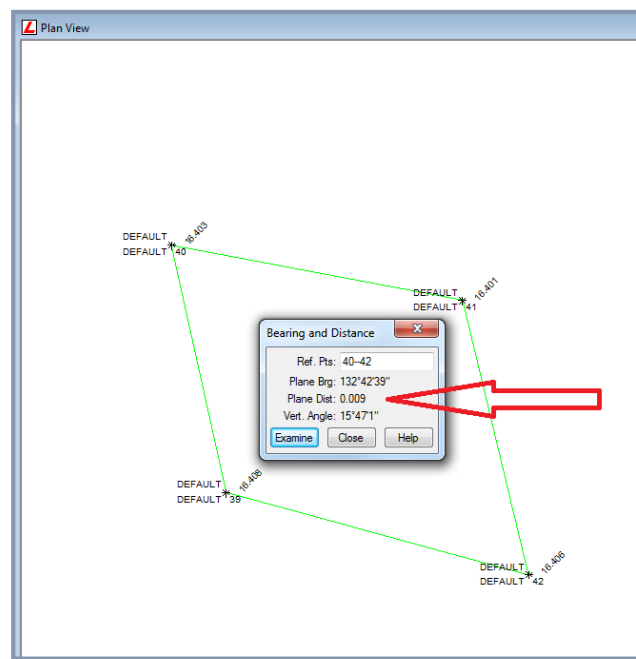 Plan View
DEFAULT
16.403
DEFAULT 40
DEFAULT
16.401
DEFAULT 41
Bearing and Distance
Ref. Pts: 40--42
Plane Brg: 132°42'39"
Plane Dist: 0.009
Vert. Angle: 15°47'1"
Examine Close Help
DEFAULT
16.408
DEFAULT 39
DEFAULT
16.406
DEFAULT 42